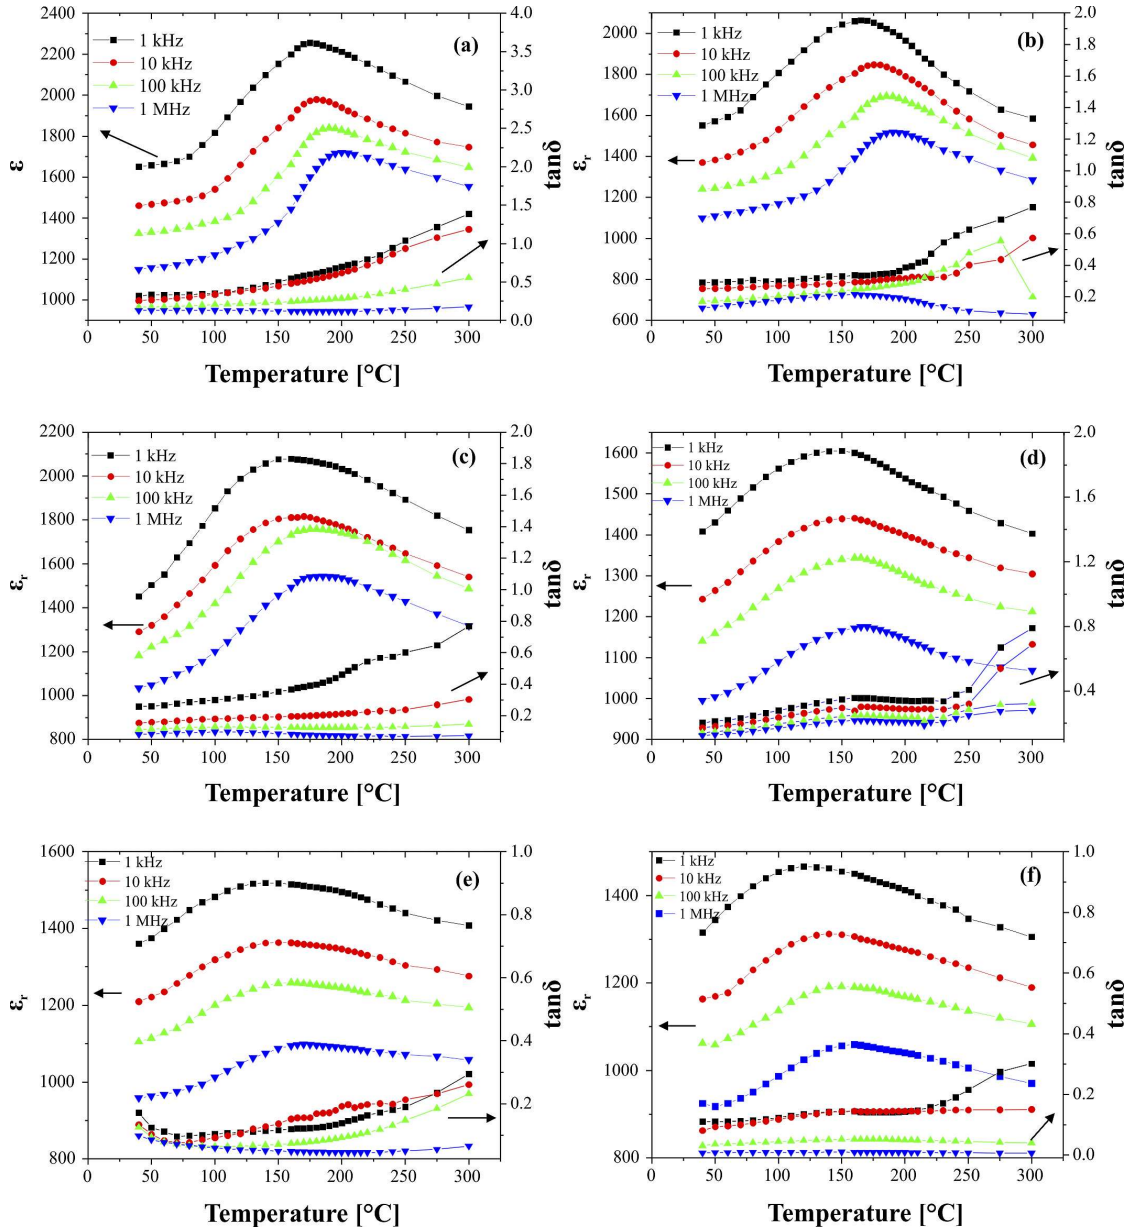 (a)
1 kHz
10 kHz
100 kHz
1 MHz
2400
2200
2000
1800
1600
1400
1200
1000
ε
4.0
3.5
3.0
2.5
2.0
1.5
1.0
0.5
0.0
tanδ
0 50 100 150 200 250 300
Temperature [°C]
(b)
1 kHz
10 kHz
100 kHz
1 MHz
2000
1800
1600
1400
1200
1000
800
600
εr
2.0
1.8
1.6
1.4
1.2
1.0
0.8
0.6
0.4
0.2
tanδ
0 50 100 150 200 250 300
Temperature [°C]
(c)
1 kHz
10 kHz
100 kHz
1 MHz
2200
2000
1800
1600
1400
1200
1000
800
εr
2.0
1.8
1.6
1.4
1.2
1.0
0.8
0.6
0.4
0.2
0.0
tanδ
0 50 100 150 200 250 300
Temperature [°C]
(d)
1 kHz
10 kHz
100 kHz
1 MHz
1600
1500
1400
1300
1200
1100
1000
900
εr
2.0
1.6
1.2
0.8
0.4
tanδ
0 50 100 150 200 250 300
Temperature [°C]
(e)
1 kHz
10 kHz
100 kHz
1 MHz
1600
1400
1200
1000
800
εr
1.0
0.8
0.6
0.4
0.2
0.0
tanδ
0 50 100 150 200 250 300
Temperature [°C]
(f)
1 kHz
10 kHz
100 kHz
1 MHz
1400
1200
1000
800
εr
1.0
0.8
0.6
0.4
0.2
0.0
tanδ
0 50 100 150 200 250 300
Temperature [°C]